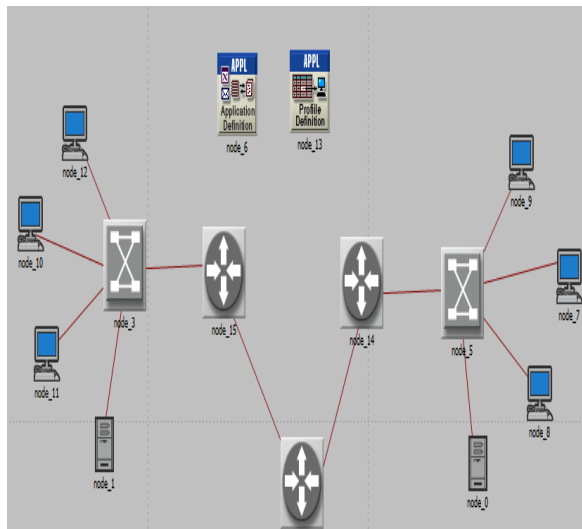 APPL
Application
Definition
node_6
APPL
Profile
Definition
node_13
node_12
node_9
node_10
node_3
node_15
node_14
node_5
node_7
node_11
node_8
node_1
node_0